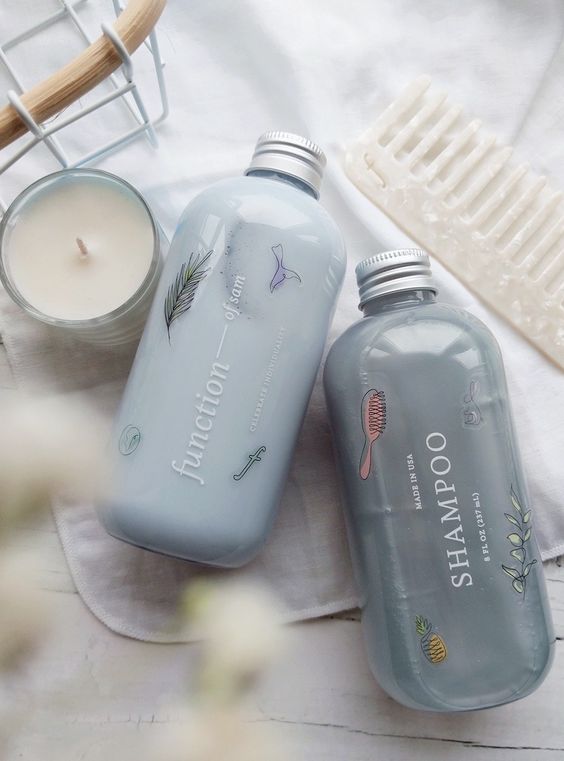 function — of sam
CELEBRATE INDIVIDUALITY
f
MADE IN USA
SHAMPOO
8 FL OZ (237 mL)
f